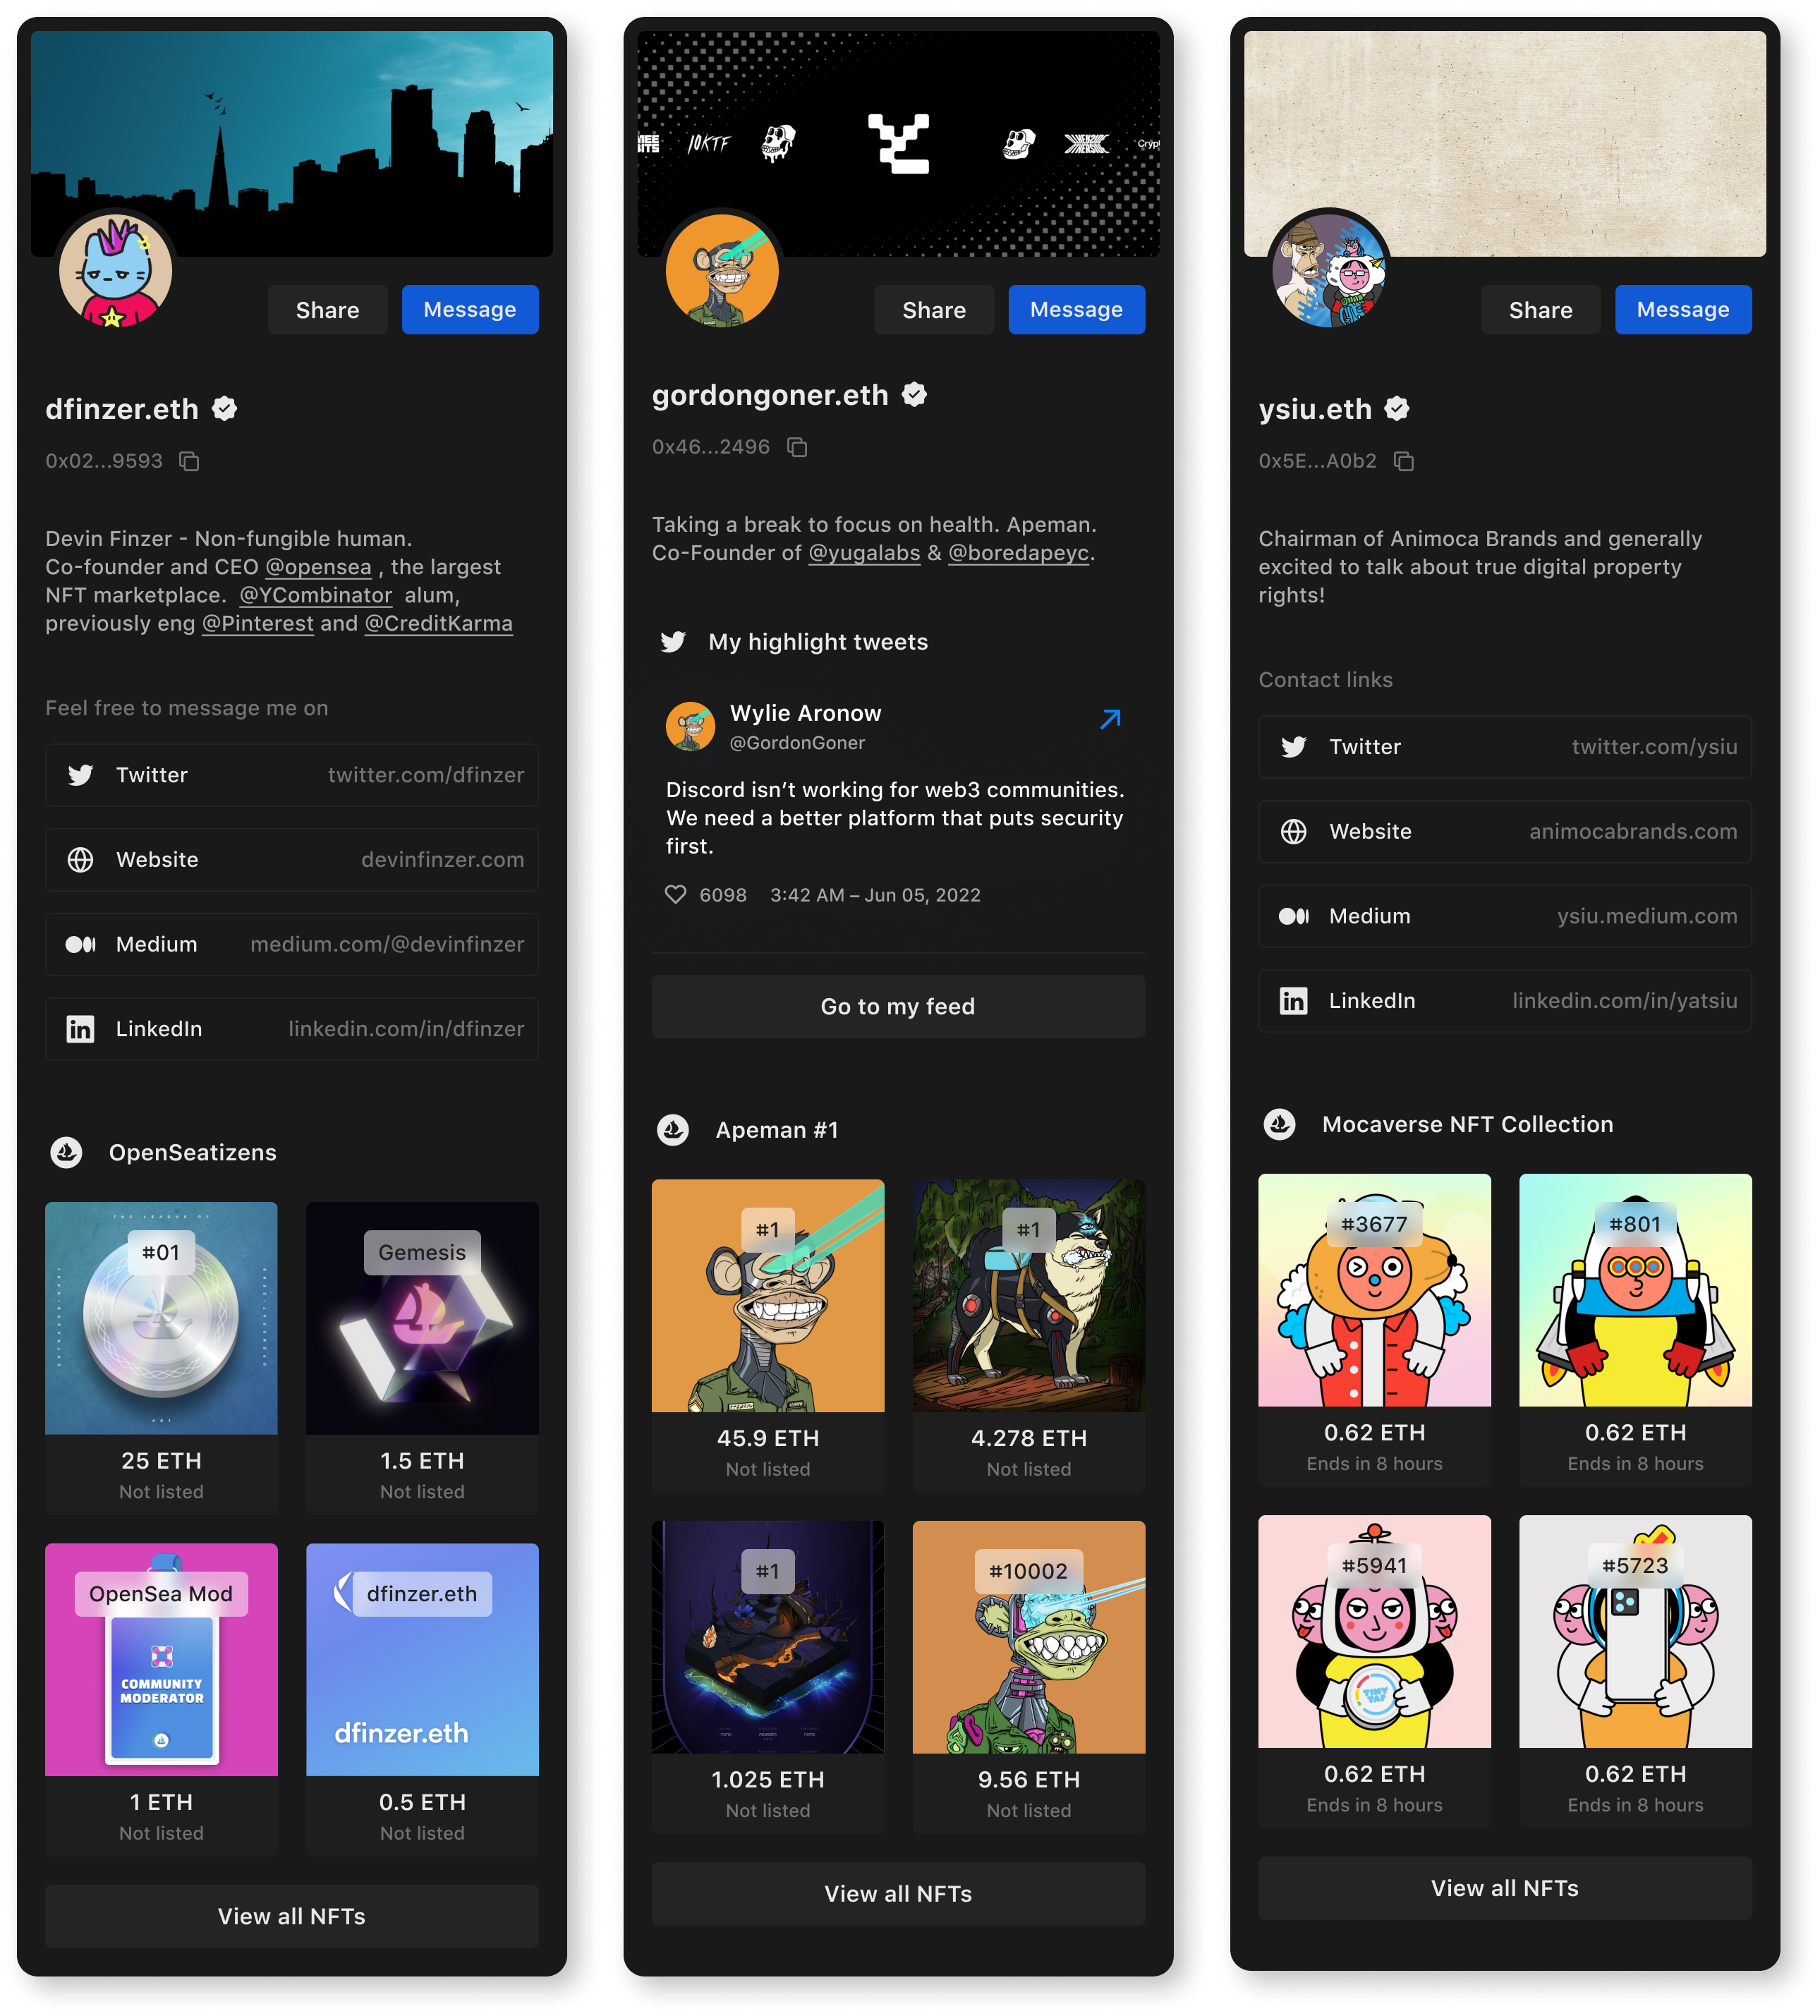 dfinzer.eth
0x02...9593
Share
Message
Devin Finzer - Non-fungible human.
Co-founder and CEO @opensea , the largest
NFT marketplace. @YCombinator alum,
previously eng @Pinterest and @CreditKarma
Feel free to message me on
Twitter twitter.com/dfinzer
Website devinfinzer.com
Medium medium.com/@devinfinzer
LinkedIn linkedin.com/in/dfinzer
OpenSeatizens
THE LEAGUE OF
#01
001
25 ETH
Not listed
Gemesis
1.5 ETH
Not listed
OpenSea Mod
COMMUNITY
MODERATOR
1 ETH
Not listed
dfinzer.eth
dfinzer.eth
0.5 ETH
Not listed
View all NFTs
10KTF
Share
Message
gordongoner.eth
0x46...2496
Taking a break to focus on health. Apeman.
Co-Founder of @yugalabs & @boredapeyc.
My highlight tweets
Wylie Aronow
@GordonGoner
Discord isn’t working for web3 communities.
We need a better platform that puts security
first.
6098 3:42 AM – Jun 05, 2022
Go to my feed
Apeman #1
#1
45.9 ETH
Not listed
#1
4.278 ETH
Not listed
#1
1.025 ETH
Not listed
#10002
9.56 ETH
Not listed
View all NFTs
Share
Message
ysiu.eth
0x5E...A0b2
Chairman of Animoca Brands and generally
excited to talk about true digital property
rights!
Contact links
Twitter twitter.com/ysiu
Website animocabrands.com
Medium ysiu.medium.com
LinkedIn linkedin.com/in/yatsiu
Mocaverse NFT Collection
#3677
0.62 ETH
Ends in 8 hours
#801
0.62 ETH
Ends in 8 hours
#5941
TINY
TAP
0.62 ETH
Ends in 8 hours
#5723
0.62 ETH
Ends in 8 hours
View all NFTs